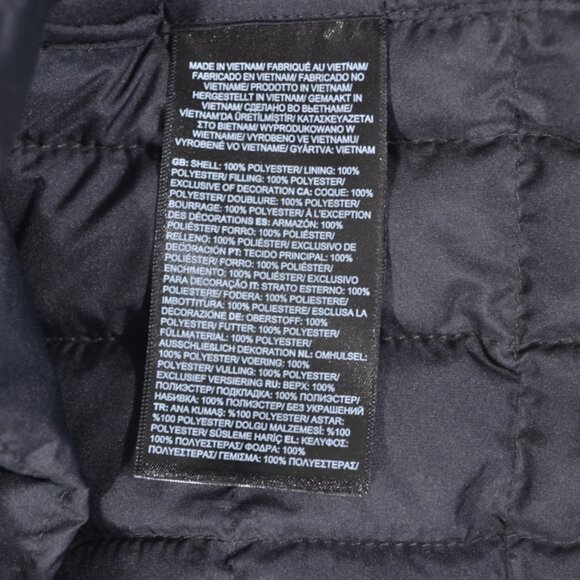 MADE IN VIETNAM/ FABRIQUÉ AU VIETNAM/
FABRICADO EN VIETNAM/ FABRICADO NO
VIETNAME/ PRODOTTO IN VIETNAM/
HERGESTELLT IN VIETNAM/ GEMAAKT IN
VIETNAM/ СДЕЛАНО ВО ВЬЕТНАМЕ/
VİETNAM'DA ÜRETİLMİŞTİR/ ΚΑΤΑΣΚΕΥΑΖΕΤΑΙ
ΣΤΟ ΒΙΕΤΝΑΜ/ WYPRODUKOWANO W
WIETNAMIE/ VYROBENO VE VIETNAMU/
VYROBENÉ VO VIETNAME/ GYÁRTVA: VIETNAM
GB: SHELL: 100% POLYESTER/ LINING: 100%
POLYESTER/ FILLING: 100% POLYESTER/
EXCLUSIVE OF DECORATION CA: COQUE: 100%
POLYESTER/ DOUBLURE: 100% POLYESTER/
BOURRAGE: 100% POLYESTER/ À L'EXCEPTION
DES DÉCORATIONS ES: ARMAZÓN: 100%
POLIÉSTER/ FORRO: 100% POLIÉSTER/
RELLENO: 100% POLIÉSTER/ EXCLUSIVO DE
DECORACIÓN PT: TECIDO PRINCIPAL: 100%
POLIÉSTER/ FORRO: 100% POLIÉSTER/
ENCHIMENTO: 100% POLIÉSTER/ EXCLUSIVO
PARA DECORAÇÃO IT: STRATO ESTERNO: 100%
POLIESTERE/ FODERA: 100% POLIESTERE/
IMBOTTITURA: 100% POLIESTERE/ ESCLUSA LA
DECORAZIONE DE: OBERSTOFF: 100%
POLYESTER/ FUTTER: 100% POLYESTER/
FÜLLMATERIAL: 100% POLYESTER/
AUSSCHLIEßLICH DEKORATION NL: OMHULSEL:
100% POLYESTER/ VOERING: 100%
POLYESTER/ VULLING: 100% POLYESTER/
EXCLUSIEF VERSIERING RU: ВЕРХ: 100%
ПОЛИЭСТЕР/ ПОДКЛАДКА: 100% ПОЛИЭСТЕР/
НАБИВКА: 100% ПОЛИЭСТЕР/ БЕЗ УКРАШЕНИЙ
TR: ANA KUMAŞ: %100 POLYESTER/ ASTAR:
%100 POLYESTER/ DOLGU MALZEMESİ: %100
POLYESTER/ SÜSLEME HARİÇ EL: ΚΕΛΥΦΟΣ:
100% ΠΟΛΥΕΣΤΕΡΑΣ/ ΦΟΔΡΑ: 100%
ΠΟΛΥΕΣΤΕΡΑΣ/ ΓΕΜΙΣΜΑ: 100% ΠΟΛΥΕΣΤΕΡΑΣ/